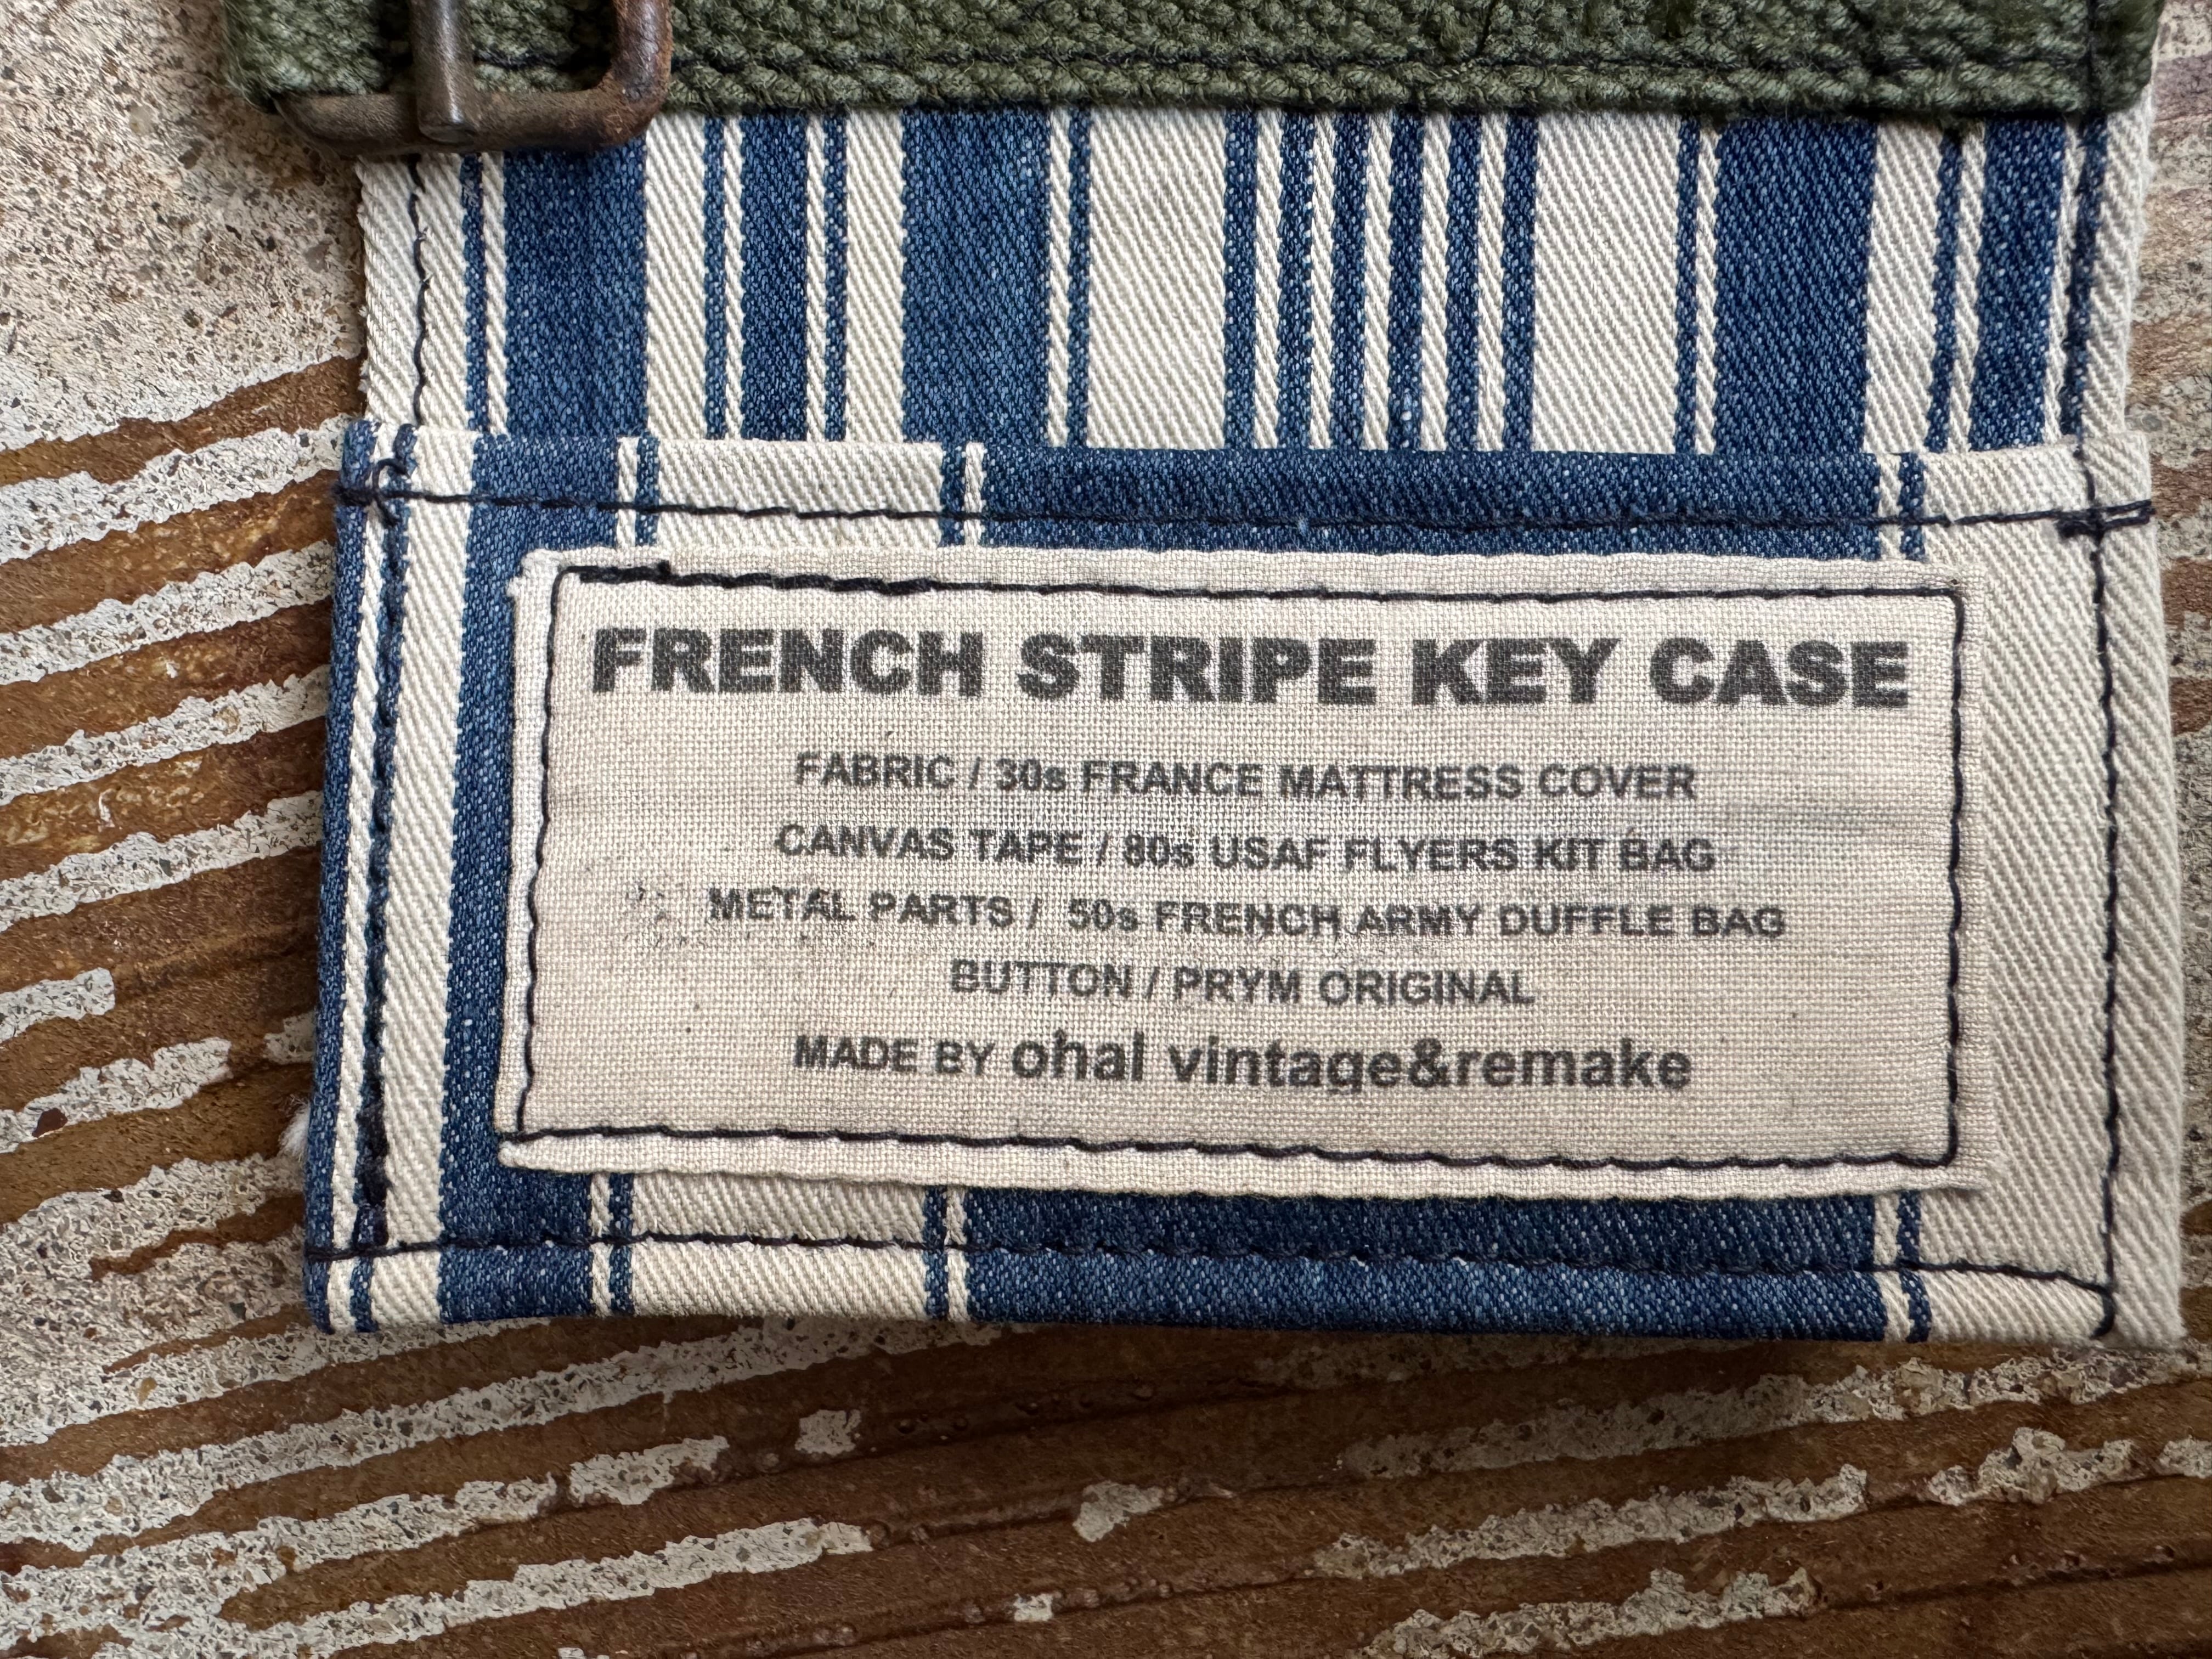 FRENCH STRIPE KEY CASE
FABRIC / 30s FRANCE MATTRESS COVER
CANVAS TAPE / 80s USAF FLYERS KIT BAG
METAL PARTS / 50s FRENCH ARMY DUFFLE BAG
BUTTON / PRYM ORIGINAL
MADE BY ohal vintage&remake